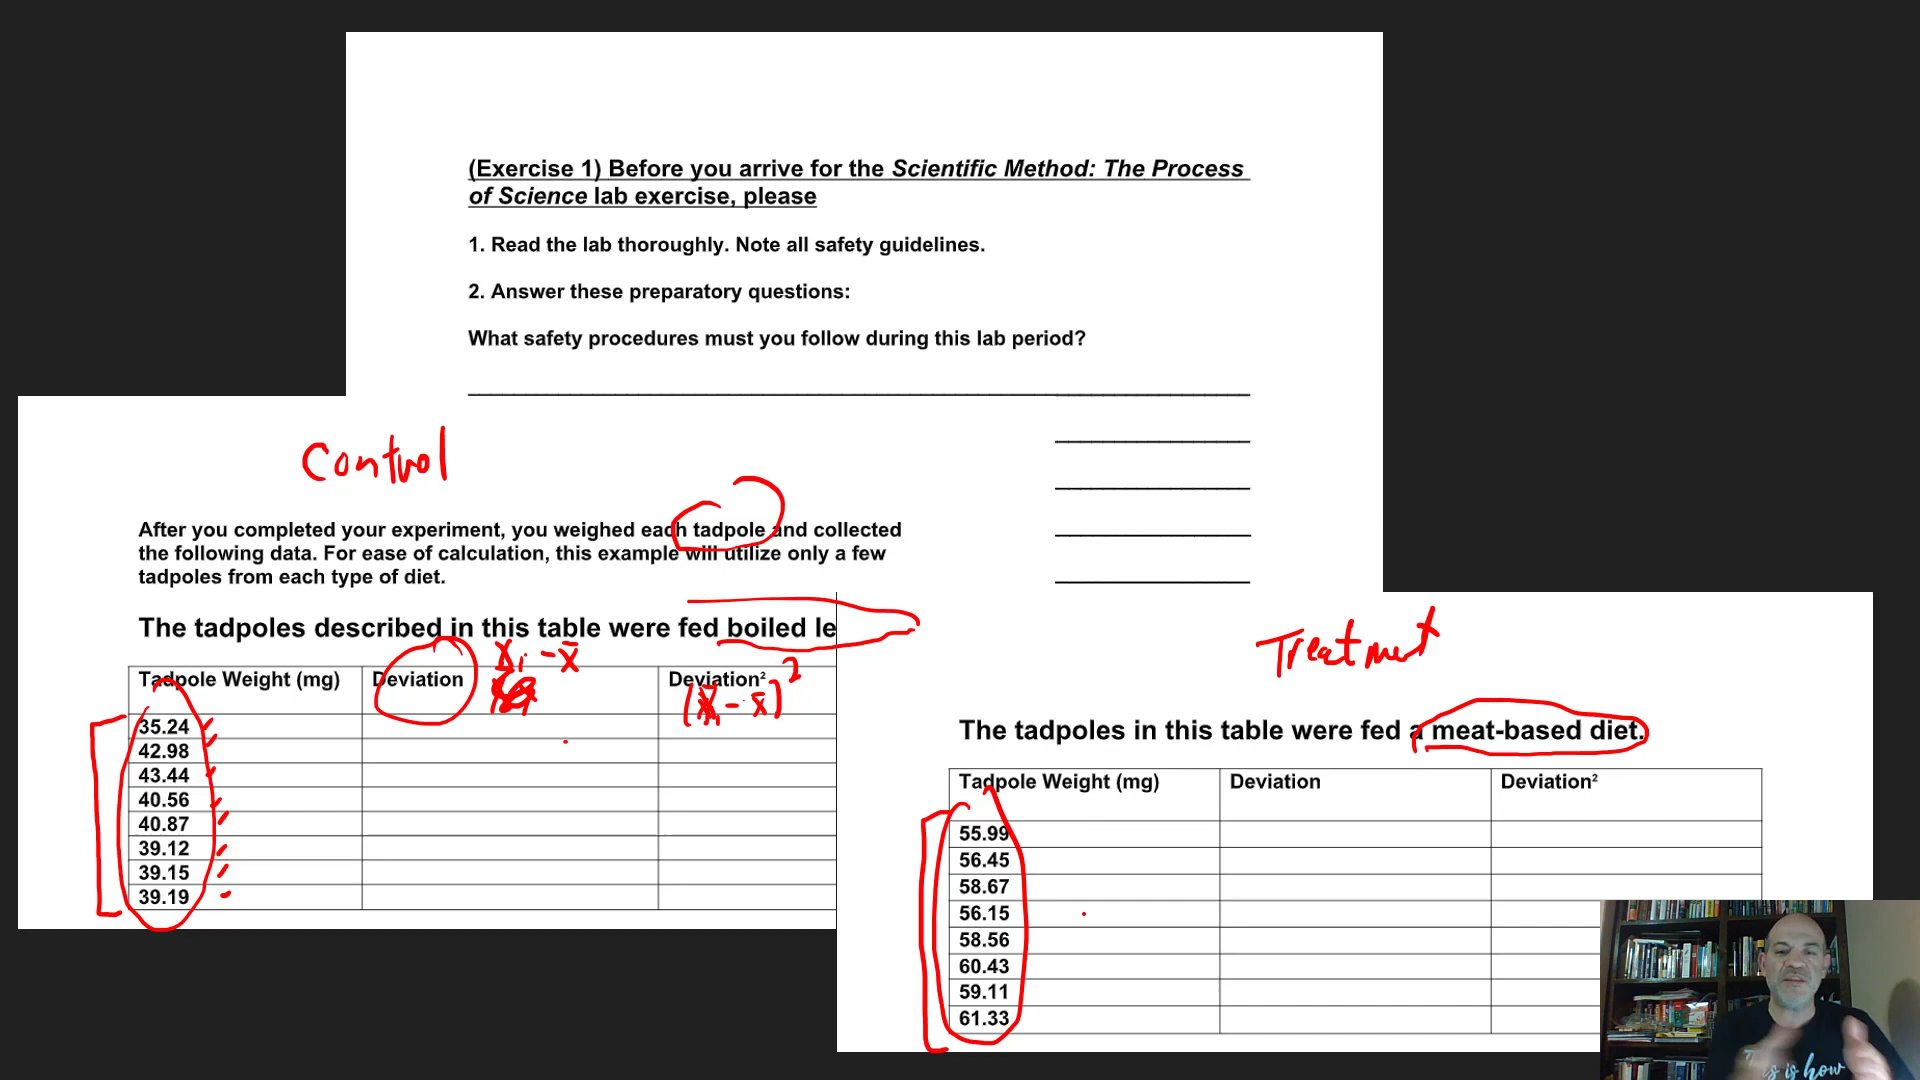 (Exercise 1) Before you arrive for the Scientific Method: The Process
of Science lab exercise, please
1. Read the lab thoroughly. Note all safety guidelines.
2. Answer these preparatory questions:
What safety procedures must you follow during this lab period?
Control
After you completed your experiment, you weighed each tadpole and collected
the following data. For ease of calculation, this example will utilize only a few
tadpoles from each type of diet.
The tadpoles described in this table were fed boiled le
Xi - x̄
Tadpole Weight (mg) Deviation Deviation²
( - x̄)²
35.24
42.98
43.44
40.56
40.87
39.12
39.15
39.19
Treatment
The tadpoles in this table were fed a meat-based diet.
Tadpole Weight (mg) Deviation Deviation²
55.99
56.45
58.67
56.15
58.56
60.43
59.11
61.33
is how